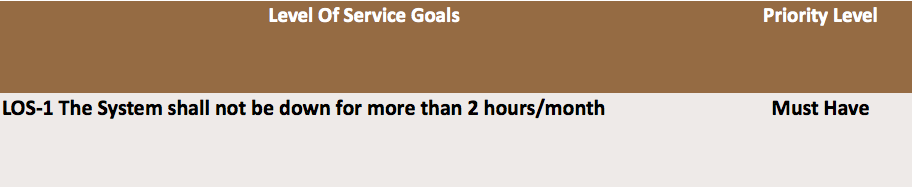 Level Of Service Goals Priority Level
LOS-1 The System shall not be down for more than 2 hours/month Must Have